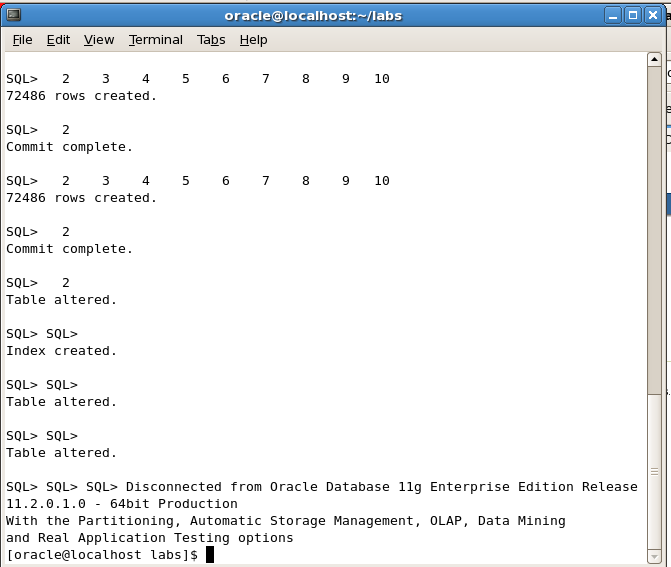 oracle@localhost:~/labs
File Edit View Terminal Tabs Help
SQL> 2 3 4 5 6 7 8 9 10
72486 rows created.
SQL> 2
Commit complete.
SQL> 2 3 4 5 6 7 8 9 10
72486 rows created.
SQL> 2
Commit complete.
SQL> 2
Table altered.
SQL> SQL>
Index created.
SQL> SQL>
Table altered.
SQL> SQL>
Table altered.
SQL> SQL> SQL> Disconnected from Oracle Database 11g Enterprise Edition Release
11.2.0.1.0 - 64bit Production
With the Partitioning, Automatic Storage Management, OLAP, Data Mining
and Real Application Testing options
[oracle@localhost labs]$